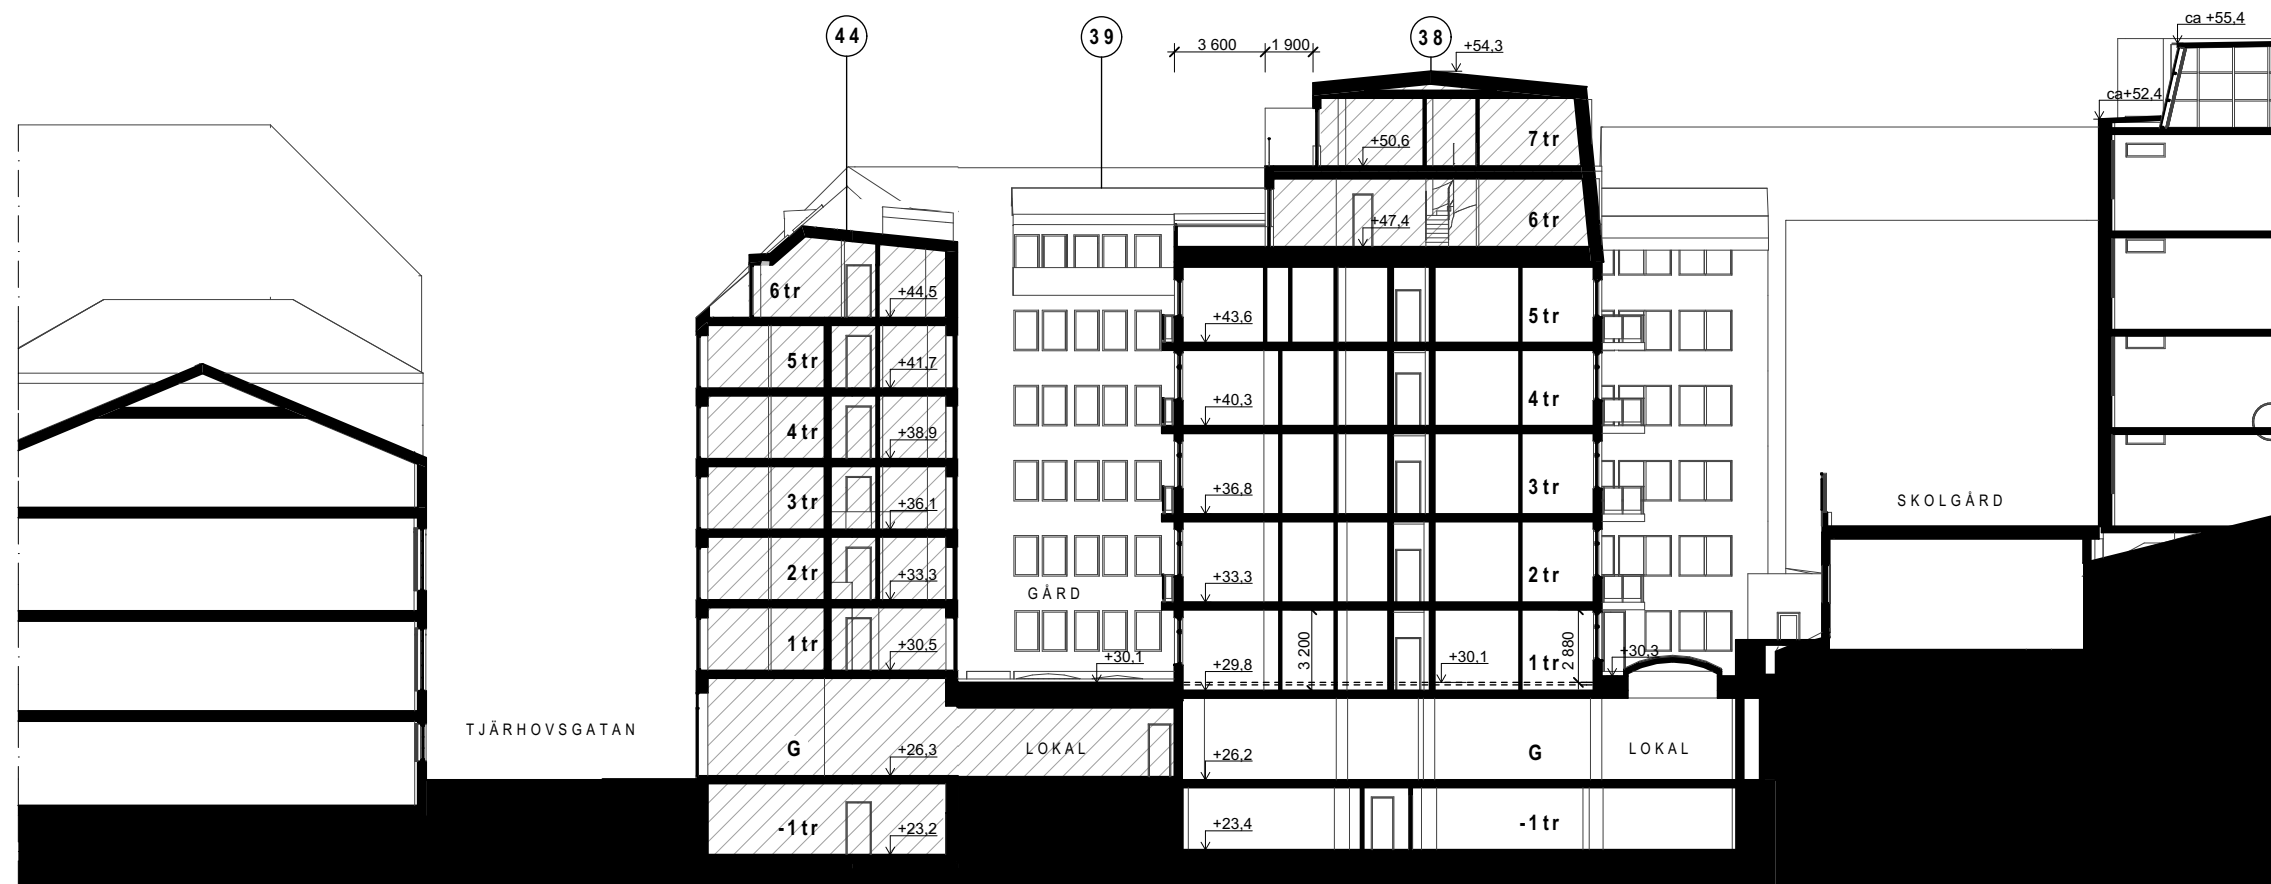 ca +55,4
44
39
3 600
1 900
38
+54,3
ca+52,4
7 tr
+50,6
6 tr
+47,4
6 tr
+44,5
+43,6
5 tr
5 tr
+41,7
+40,3
4 tr
4 tr
+38,9
+36,8
3 tr
3 tr
+36,1
SKOLGÅRD
2 tr
+33,3
+33,3
2 tr
GÅRD
1 tr
+30,5
+30,1
+29,8
3 200
+30,1
1 tr
2 880
+30,3
TJÄRHOVSGATAN
G
+26,3
LOKAL
+26,2
G
LOKAL
-1 tr
+23,2
+23,4
-1 tr